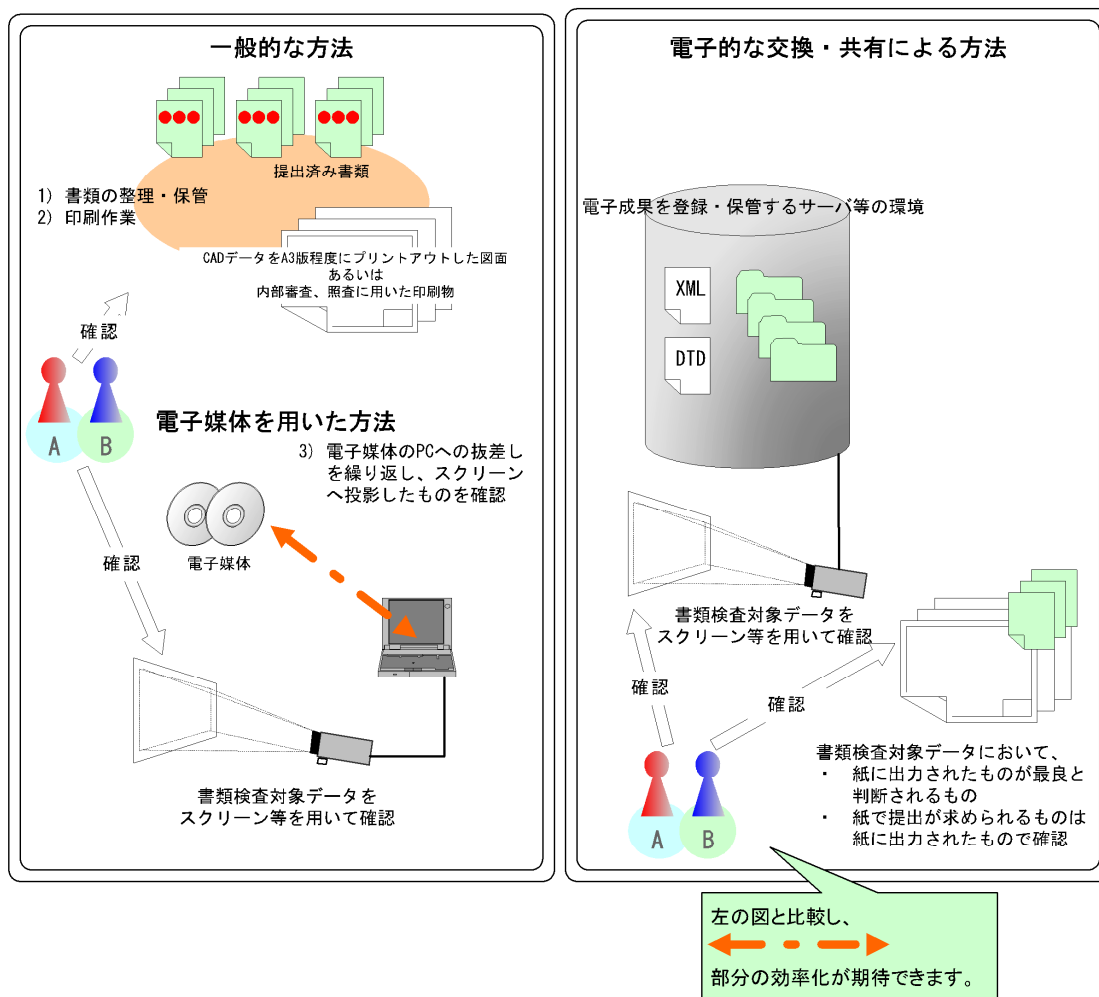 一般的な方法
提出済み書類
1) 書類の整理・保管
2) 印刷作業
CADデータをA3版程度にプリントアウトした図面
あるいは
内部審査、照査に用いた印刷物
確認
A
B
電子媒体を用いた方法
3) 電子媒体のPCへの抜差し
を繰り返し、スクリーン
へ投影したものを確認
電子媒体
確認
書類検査対象データを
スクリーン等を用いて確認
電子的な交換・共有による方法
電子成果を登録・保管するサーバ等の環境
XML
DTD
書類検査対象データを
スクリーン等を用いて確認
確認
確認
A
B
書類検査対象データにおいて、
・ 紙に出力されたものが最良と
判断されるもの
・ 紙で提出が求められるものは
紙に出力されたもので確認
左の図と比較し、
部分の効率化が期待できます。